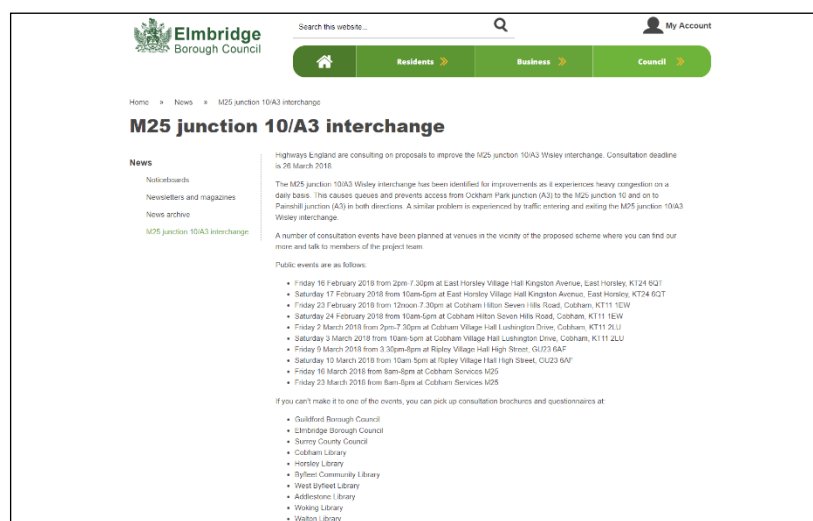 Elmbridge
Borough Council
Search this website...
My Account
Residents »
Business »
Council »
Home » News » M25 junction 10/A3 interchange
M25 junction 10/A3 interchange
News
Noticeboards
Newsletters and magazines
News archive
M25 junction 10/A3 interchange
Highways England are consulting on proposals to improve the M25 junction 10/A3 Wisley interchange. Consultation deadline
is 26 March 2018.
The M25 junction 10/A3 Wisley interchange has been identified for improvements as it experiences heavy congestion on a
daily basis. This causes queues and prevents access from Ockham Park junction (A3) to the M25 junction 10 and on to
Painshill junction (A3) in both directions. A similar problem is experienced by traffic entering and exiting the M25 junction 10/A3
Wisley interchange.
A number of consultation events have been planned at venues in the vicinity of the proposed scheme where you can find our
more and talk to members of the project team.
Public events are as follows:
• Friday 16 February 2018 from 2pm-7.30pm at East Horsley Village Hall Kingston Avenue, East Horsley, KT24 6QT
• Saturday 17 February 2018 from 10am-5pm at East Horsley Village Hall Kingston Avenue, East Horsley, KT24 6QT
• Friday 23 February 2018 from 12noon-7.30pm at Cobham Hilton Seven Hills Road, Cobham, KT11 1EW
• Saturday 24 February 2018 from 10am-5pm at Cobham Hilton Seven Hills Road, Cobham, KT11 1EW
• Friday 2 March 2018 from 2pm-7.30pm at Cobham Village Hall Lushington Drive, Cobham, KT11 2LU
• Saturday 3 March 2018 from 10am-5pm at Cobham Village Hall Lushington Drive, Cobham, KT11 2LU
• Friday 9 March 2018 from 3.30pm-8pm at Ripley Village Hall High Street, GU23 6AF
• Saturday 10 March 2018 from 10am-5pm at Ripley Village Hall High Street, GU23 6AF
• Friday 16 March 2018 from 8am-8pm at Cobham Services M25
• Friday 23 March 2018 from 8am-8pm at Cobham Services M25
If you can't make it to one of the events, you can pick up consultation brochures and questionnaires at:
• Guildford Borough Council
• Elmbridge Borough Council
• Surrey County Council
• Cobham Library
• Horsley Library
• Byfleet Community Library
• West Byfleet Library
• Addlestone Library
• Woking Library
• Walton Library